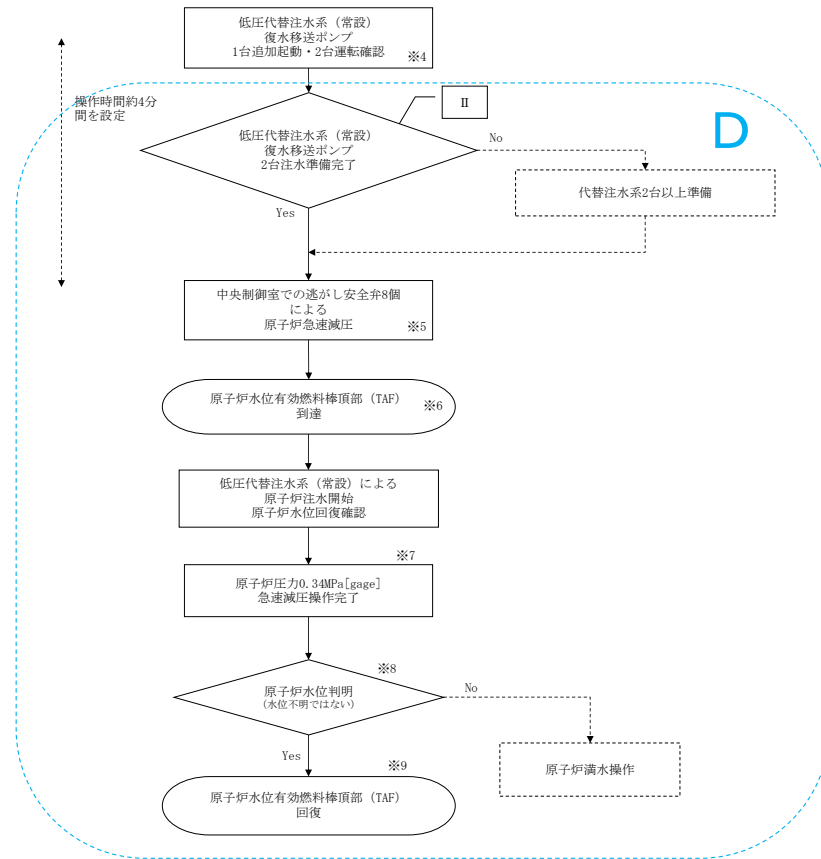 低圧代替注水系（常設）
復水移送ポンプ
1台追加起動・2台運転確認
※4
操作時間約4分
間を設定
Ⅱ
D
低圧代替注水系（常設）
復水移送ポンプ
2台注水準備完了
No
代替注水系2台以上準備
Yes
中央制御室での逃がし安全弁8個
による
原子炉急速減圧
※5
原子炉水位有効燃料棒頂部（TAF）
到達
※6
低圧代替注水系（常設）による
原子炉注水開始
原子炉水位回復確認
※7
原子炉圧力0.34MPa[gage]
急速減圧操作完了
※8
原子炉水位判明
（水位不明ではない）
No
原子炉満水操作
Yes
※9
原子炉水位有効燃料棒頂部（TAF）
回復